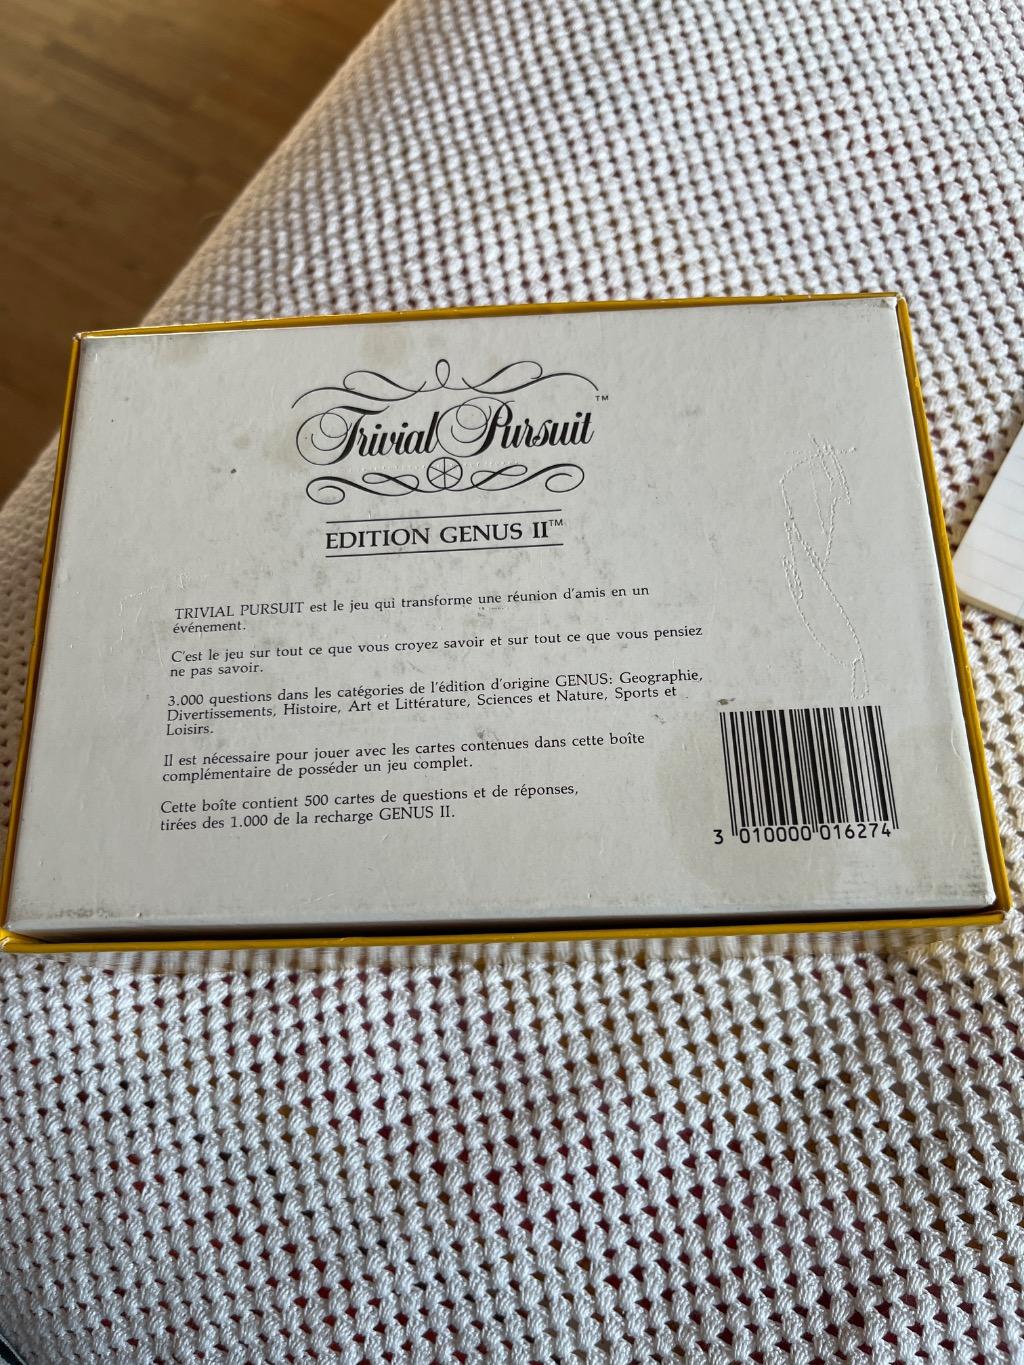 Trivial Pursuit™
EDITION GENUS II™
TRIVIAL PURSUIT est le jeu qui transforme une réunion d'amis en un
événement.
C'est le jeu sur tout ce que vous croyez savoir et sur tout ce que vous pensiez
ne pas savoir.
3.000 questions dans les catégories de l'édition d'origine GENUS: Geographie,
Divertissements, Histoire, Art et Littérature, Sciences et Nature, Sports et
Loisirs.
Il est nécessaire pour jouer avec les cartes contenues dans cette boîte
complémentaire de posséder un jeu complet.
Cette boîte contient 500 cartes de questions et de réponses,
tirées des 1.000 de la recharge GENUS II.
3 010000 016274